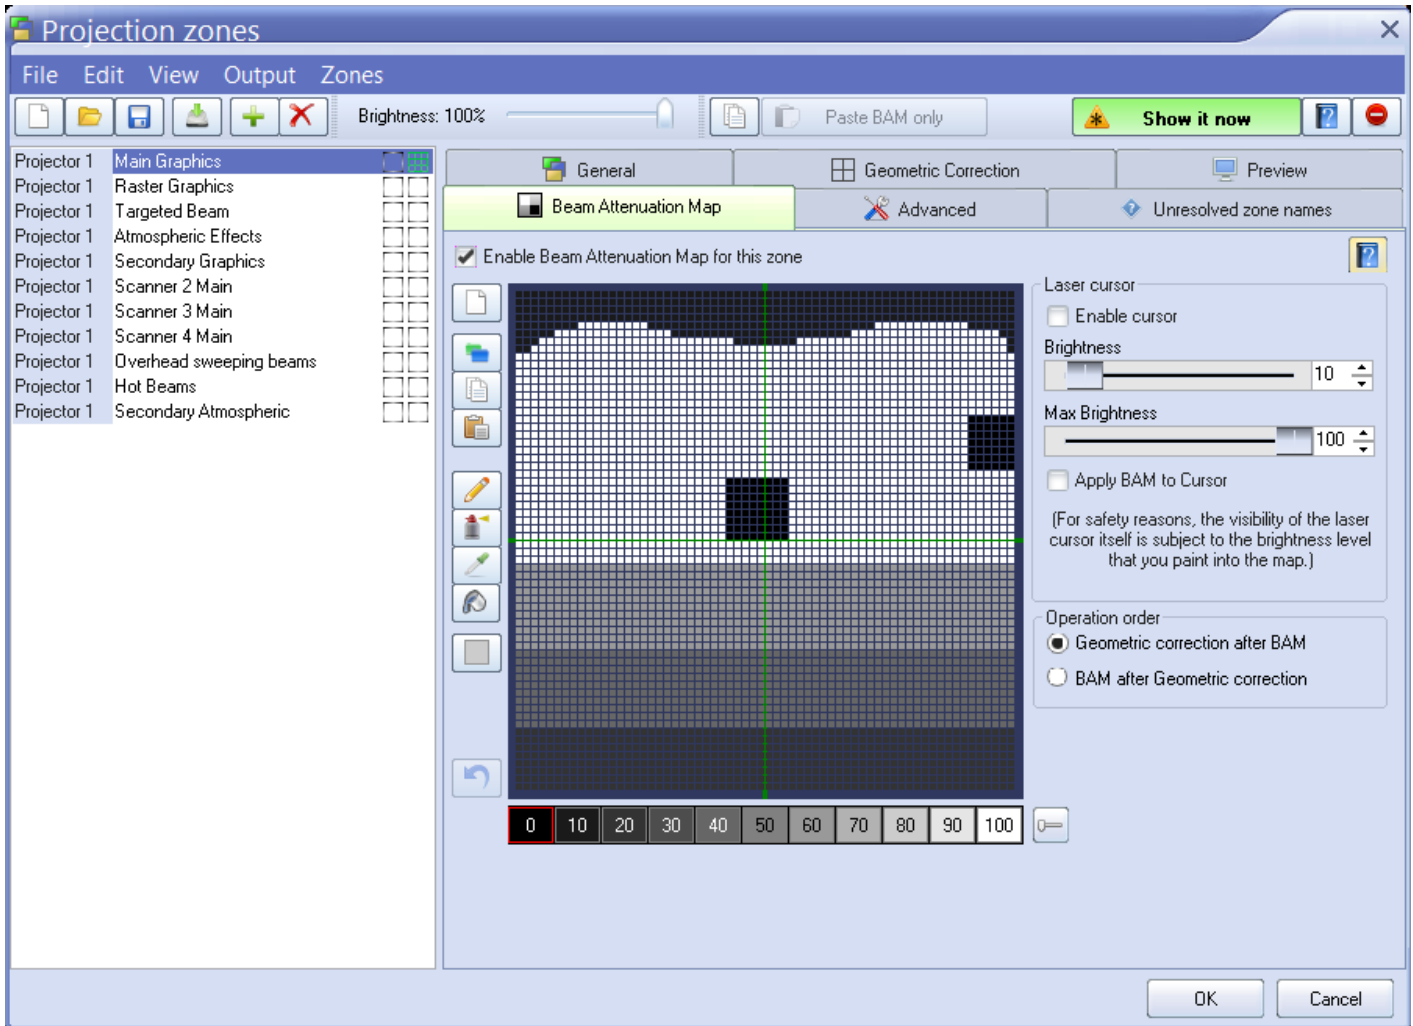 Projection zones
File Edit View Output Zones
Brightness: 100% Paste BAM only Show it now
Projector 1 Main Graphics
Projector 1 Raster Graphics
Projector 1 Targeted Beam
Projector 1 Atmospheric Effects
Projector 1 Secondary Graphics
Projector 1 Scanner 2 Main
Projector 1 Scanner 3 Main
Projector 1 Scanner 4 Main
Projector 1 Overhead sweeping beams
Projector 1 Hot Beams
Projector 1 Secondary Atmospheric
General Geometric Correction Preview
Beam Attenuation Map Advanced Unresolved zone names
Enable Beam Attenuation Map for this zone
Laser cursor
Enable cursor
Brightness
10
Max Brightness
100
Apply BAM to Cursor
(For safety reasons, the visibility of the laser
cursor itself is subject to the brightness level
that you paint into the map.)
Operation order
Geometric correction after BAM
BAM after Geometric correction
0 10 20 30 40 50 60 70 80 90 100
OK Cancel